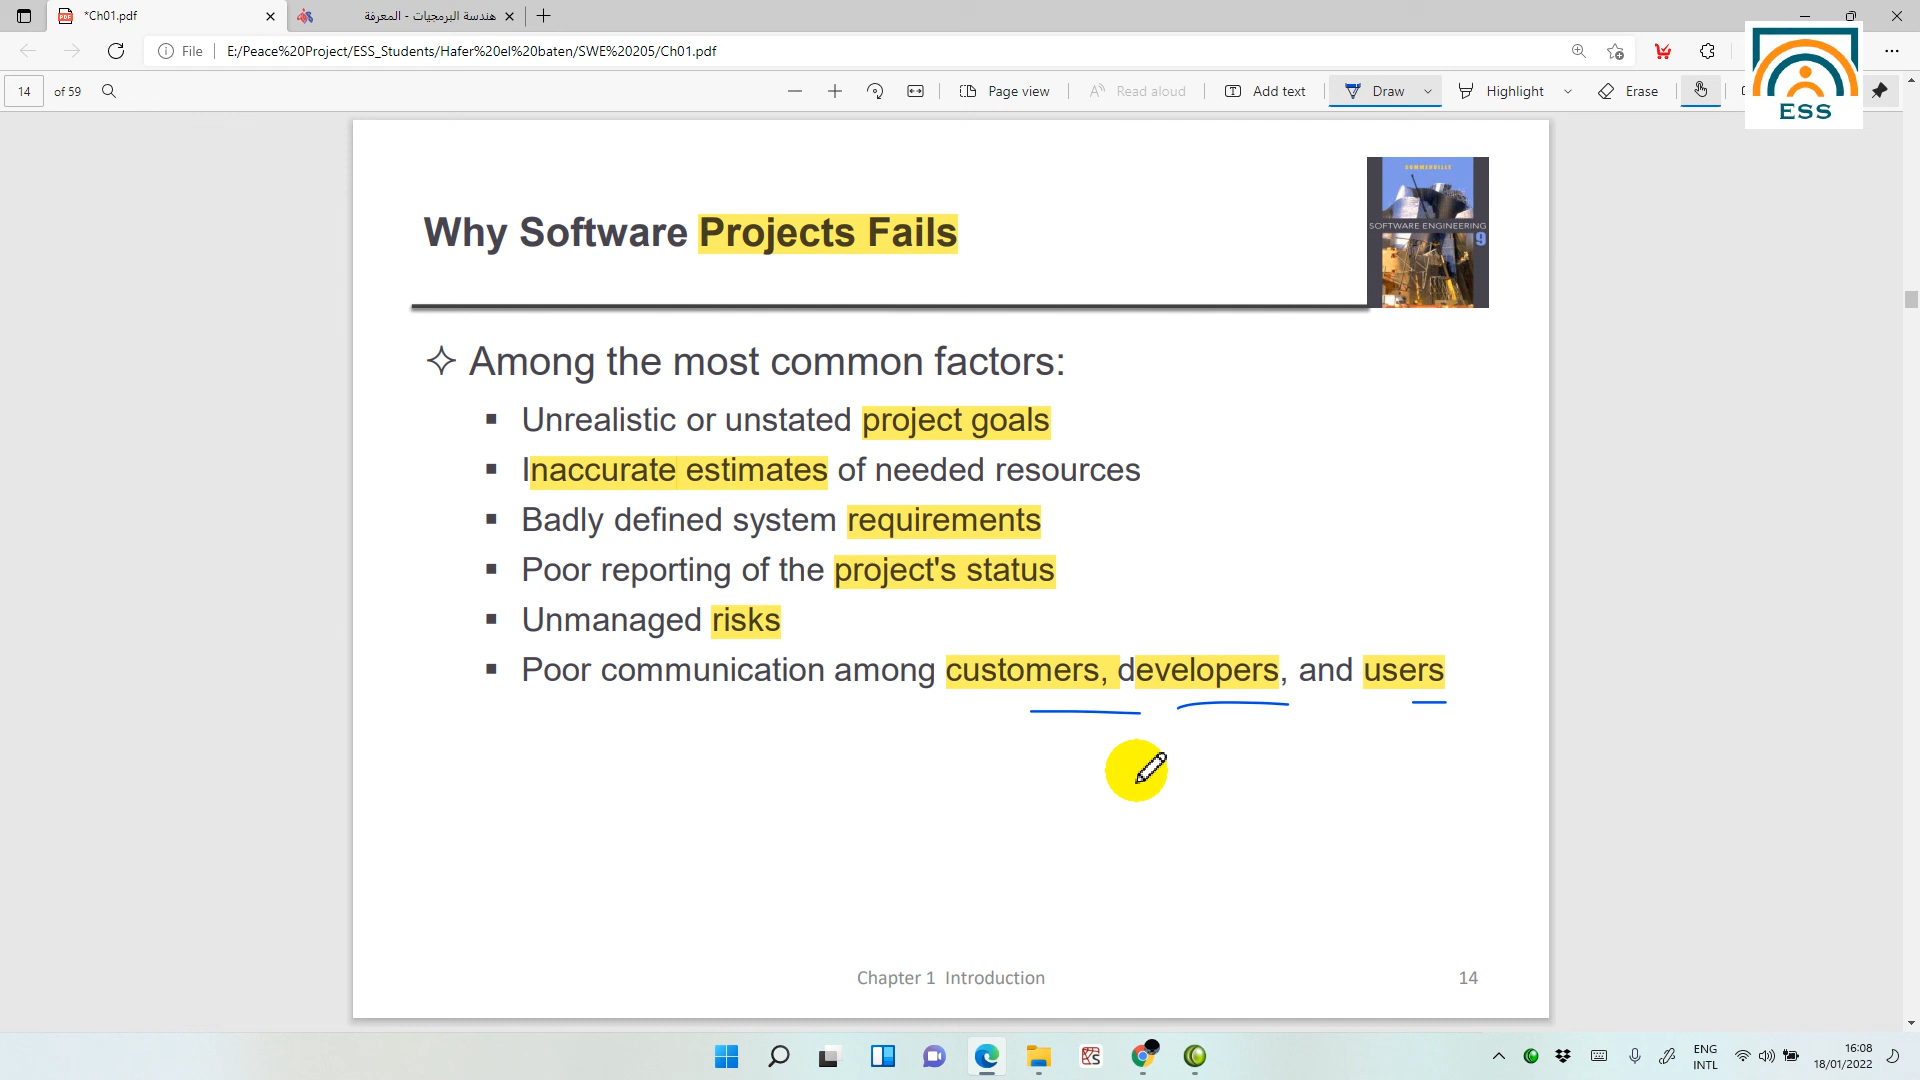 *Ch01.pdf
هندسة البرمجيات - المعرفة
File
E:/Peace%20Project/ESS_Students/Hafer%20el%20baten/SWE%20205/Ch01.pdf
14 of 59
Page view
Read aloud
Add text
Draw
Highlight
Erase
ESS
Why Software Projects Fails
SOMMERVILLE
SOFTWARE ENGINEERING
9
Among the most common factors:
Unrealistic or unstated project goals
Inaccurate estimates of needed resources
Badly defined system requirements
Poor reporting of the project's status
Unmanaged risks
Poor communication among customers, developers, and users
Chapter 1 Introduction
14
ENG
INTL
16:08
18/01/2022